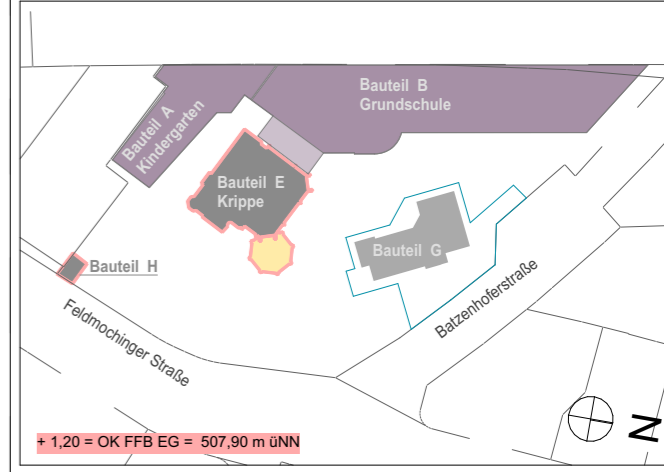 Bauteil B
Grundschule
Bauteil A
Kindergarten
Bauteil E
Krippe
Bauteil G
Bauteil H
Feldmochinger Straße
Batzenhoferstraße
+ 1,20 = OK FFB EG = 507,90 m üNN
N